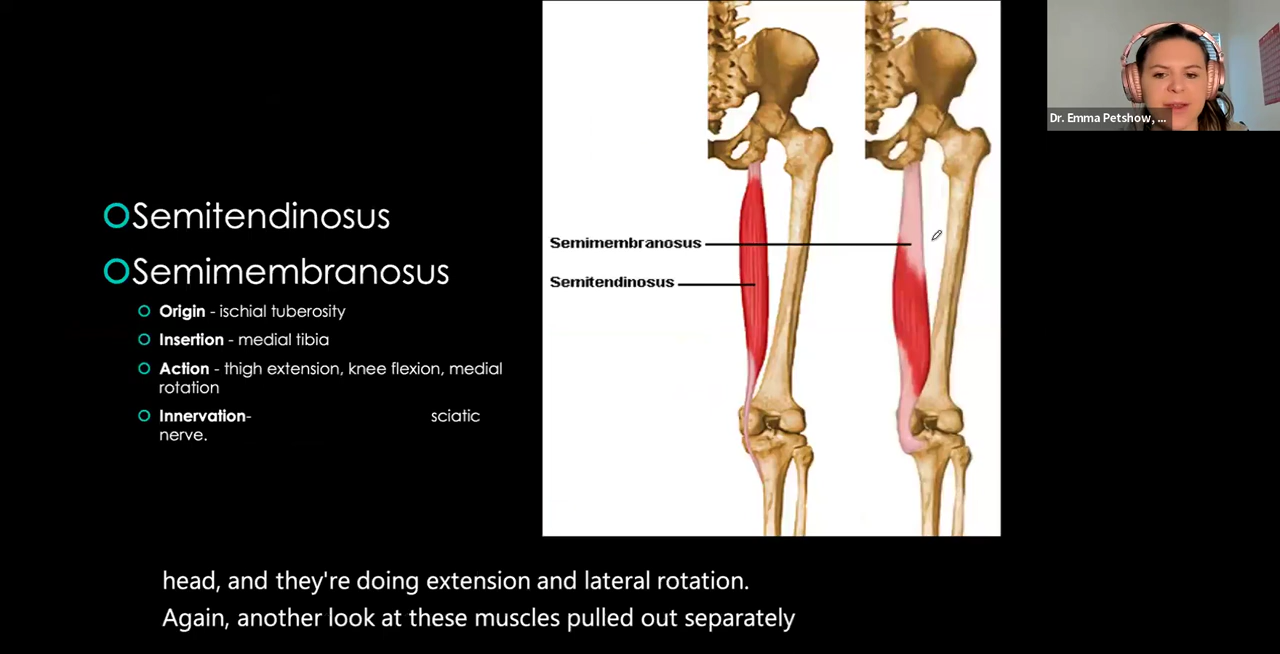 Semitendinosus
Semimembranosus
Origin - ischial tuberosity
Insertion - medial tibia
Action - thigh extension, knee flexion, medial
rotation
Innervation- sciatic
nerve.
Semimembranosus
Semitendinosus
Dr. Emma Petshow, ...
head, and they're doing extension and lateral rotation.
Again, another look at these muscles pulled out separately